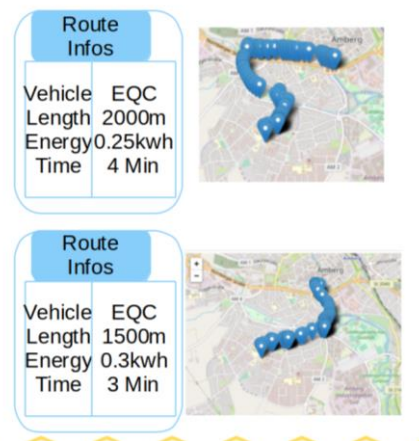 Route
Infos
Vehicle EQC
Length 2000m
Energy 0.25kwh
Time 4 Min
Amberg
Route
Infos
Vehicle EQC
Length 1500m
Energy 0.3kwh
Time 3 Min
+
−
Amberg